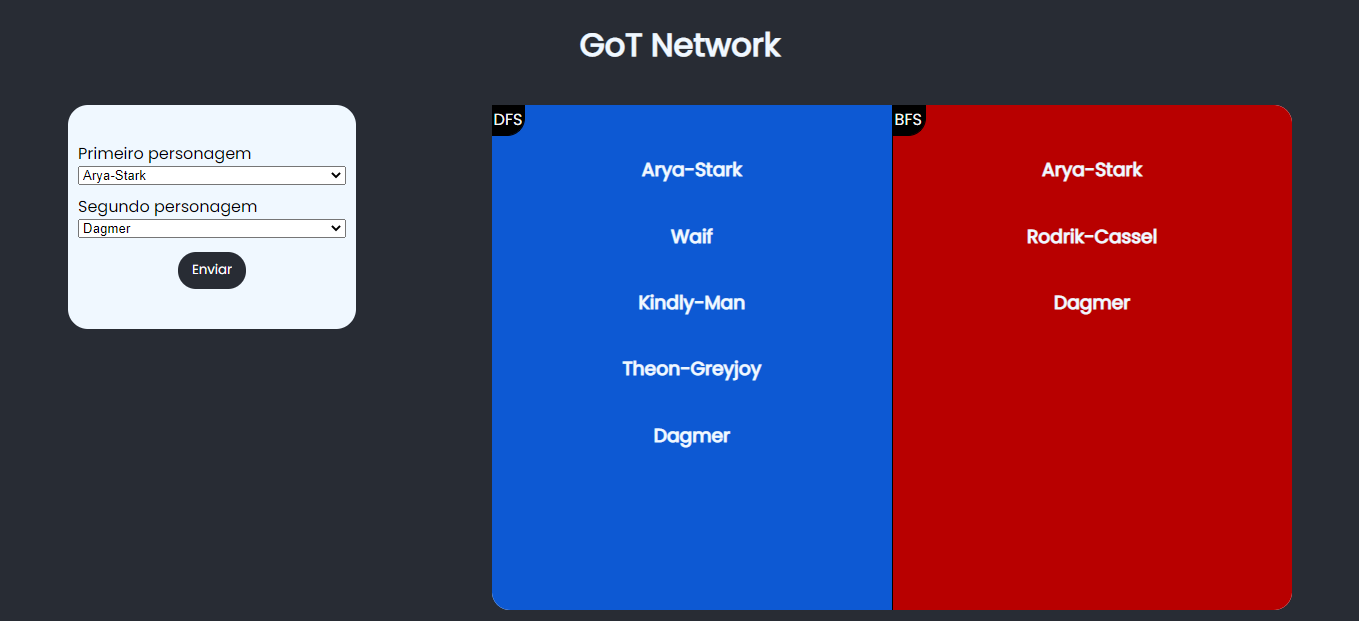 GoT Network
Primeiro personagem
Arya-Stark
Segundo personagem
Dagmer
Enviar
DFS
Arya-Stark
Waif
Kindly-Man
Theon-Greyjoy
Dagmer
BFS
Arya-Stark
Rodrik-Cassel
Dagmer